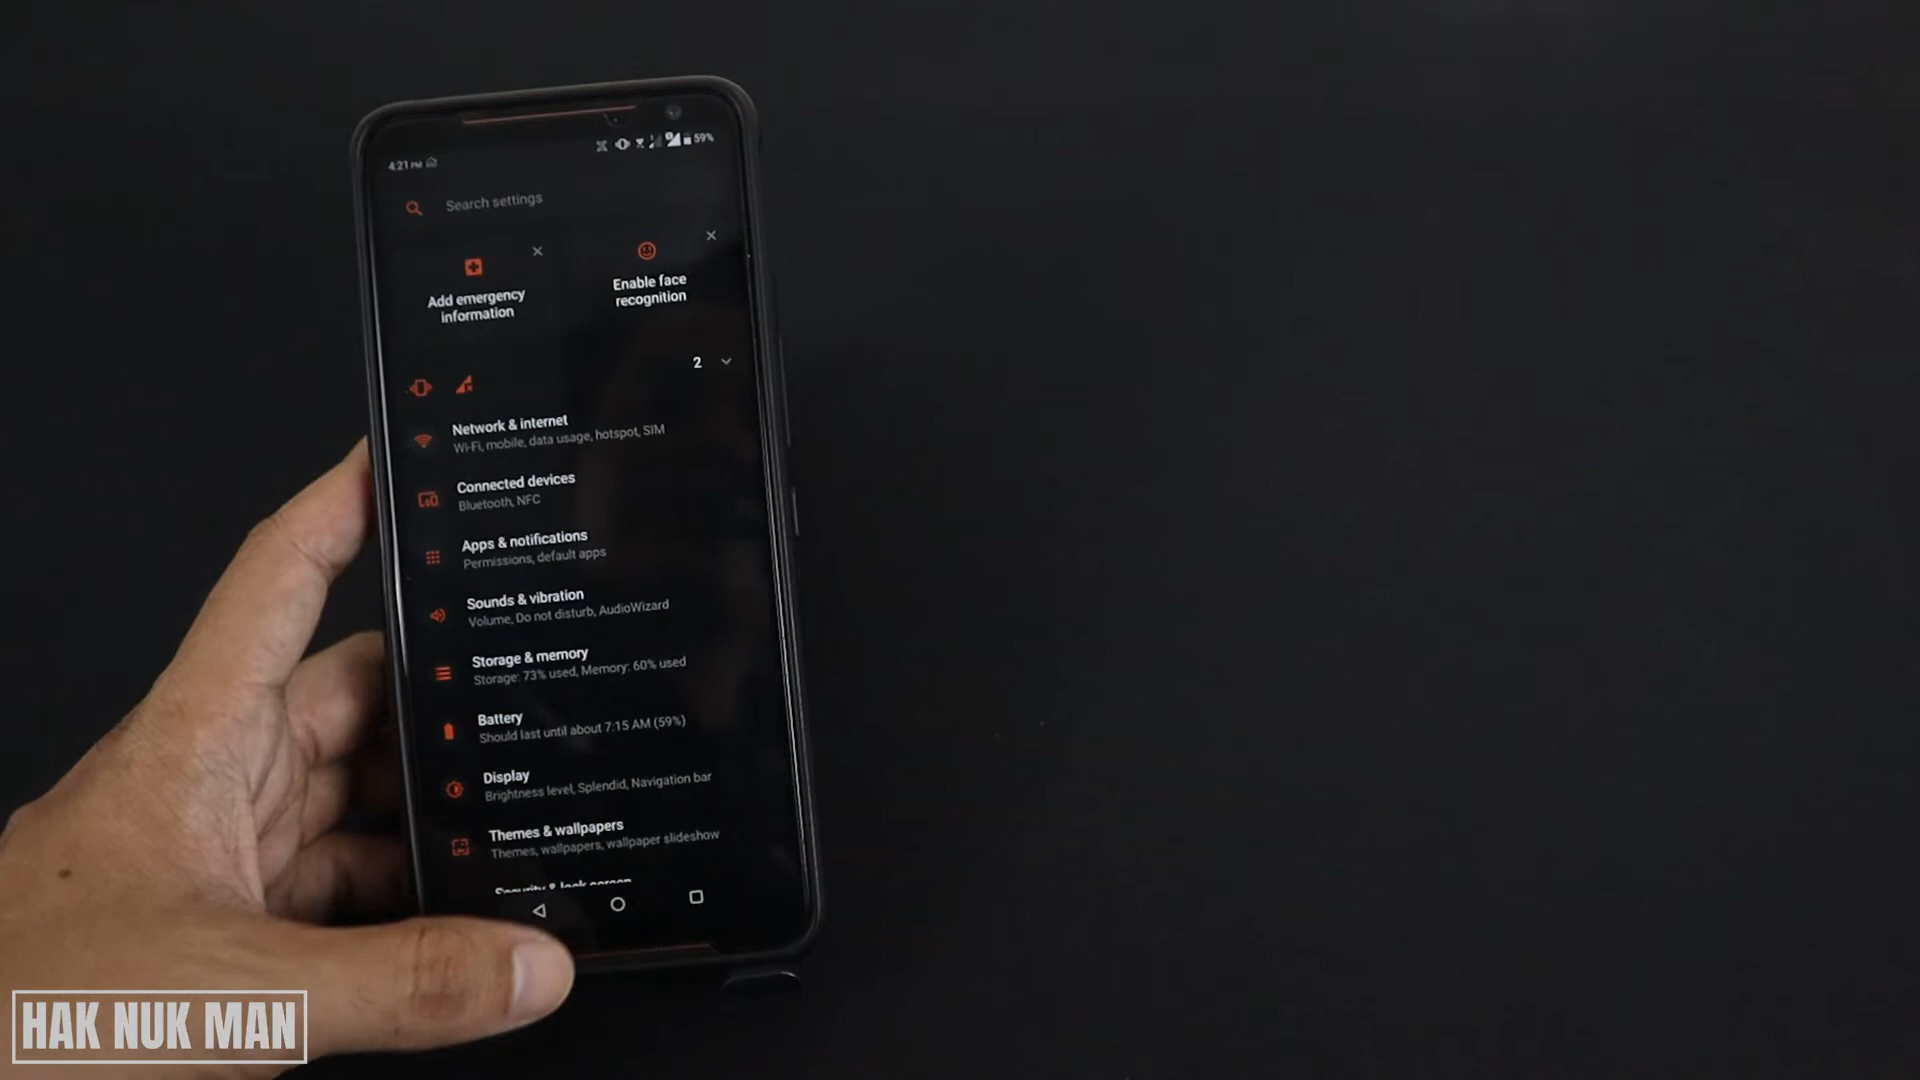 4:21 PM
59%
Search settings
Add emergency
information
Enable face
recognition
2
Network & internet
Wi-Fi, mobile, data usage, hotspot, SIM
Connected devices
Bluetooth, NFC
Apps & notifications
Permissions, default apps
Sounds & vibration
Volume, Do not disturb, AudioWizard
Storage & memory
Storage: 73% used, Memory: 60% used
Battery
Should last until about 7:15 AM (59%)
Display
Brightness level, Splendid, Navigation bar
Themes & wallpapers
Themes, wallpapers, wallpaper slideshow
Security & lock screen
HAK NUK MAN